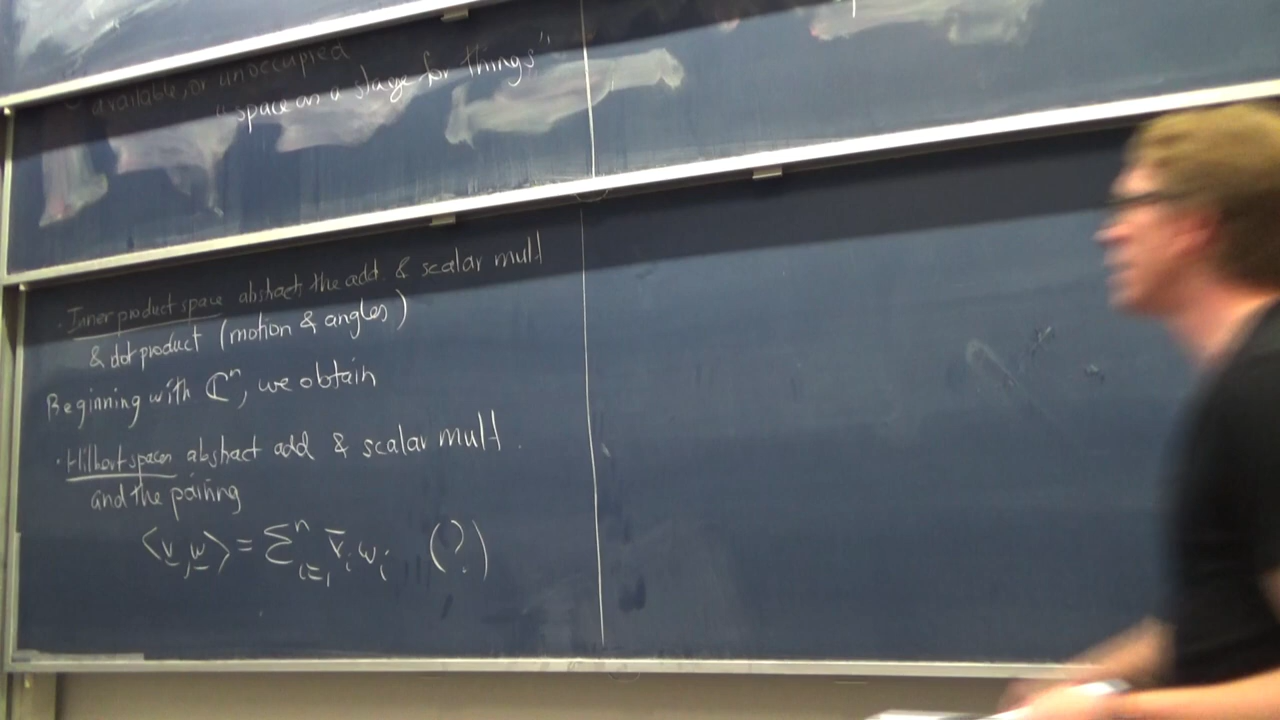 available, or unoccupied
"space as a stage for things"
· Inner product space abstract the add. & scalar mult
& dot product (motion & angles)
Beginning with ℂⁿ, we obtain
· Hilbert spaces abstract add & scalar mult.
and the pairing
⟨v, w⟩ = Σⁿᵢ₌₁ v̄ᵢ wᵢ (?)